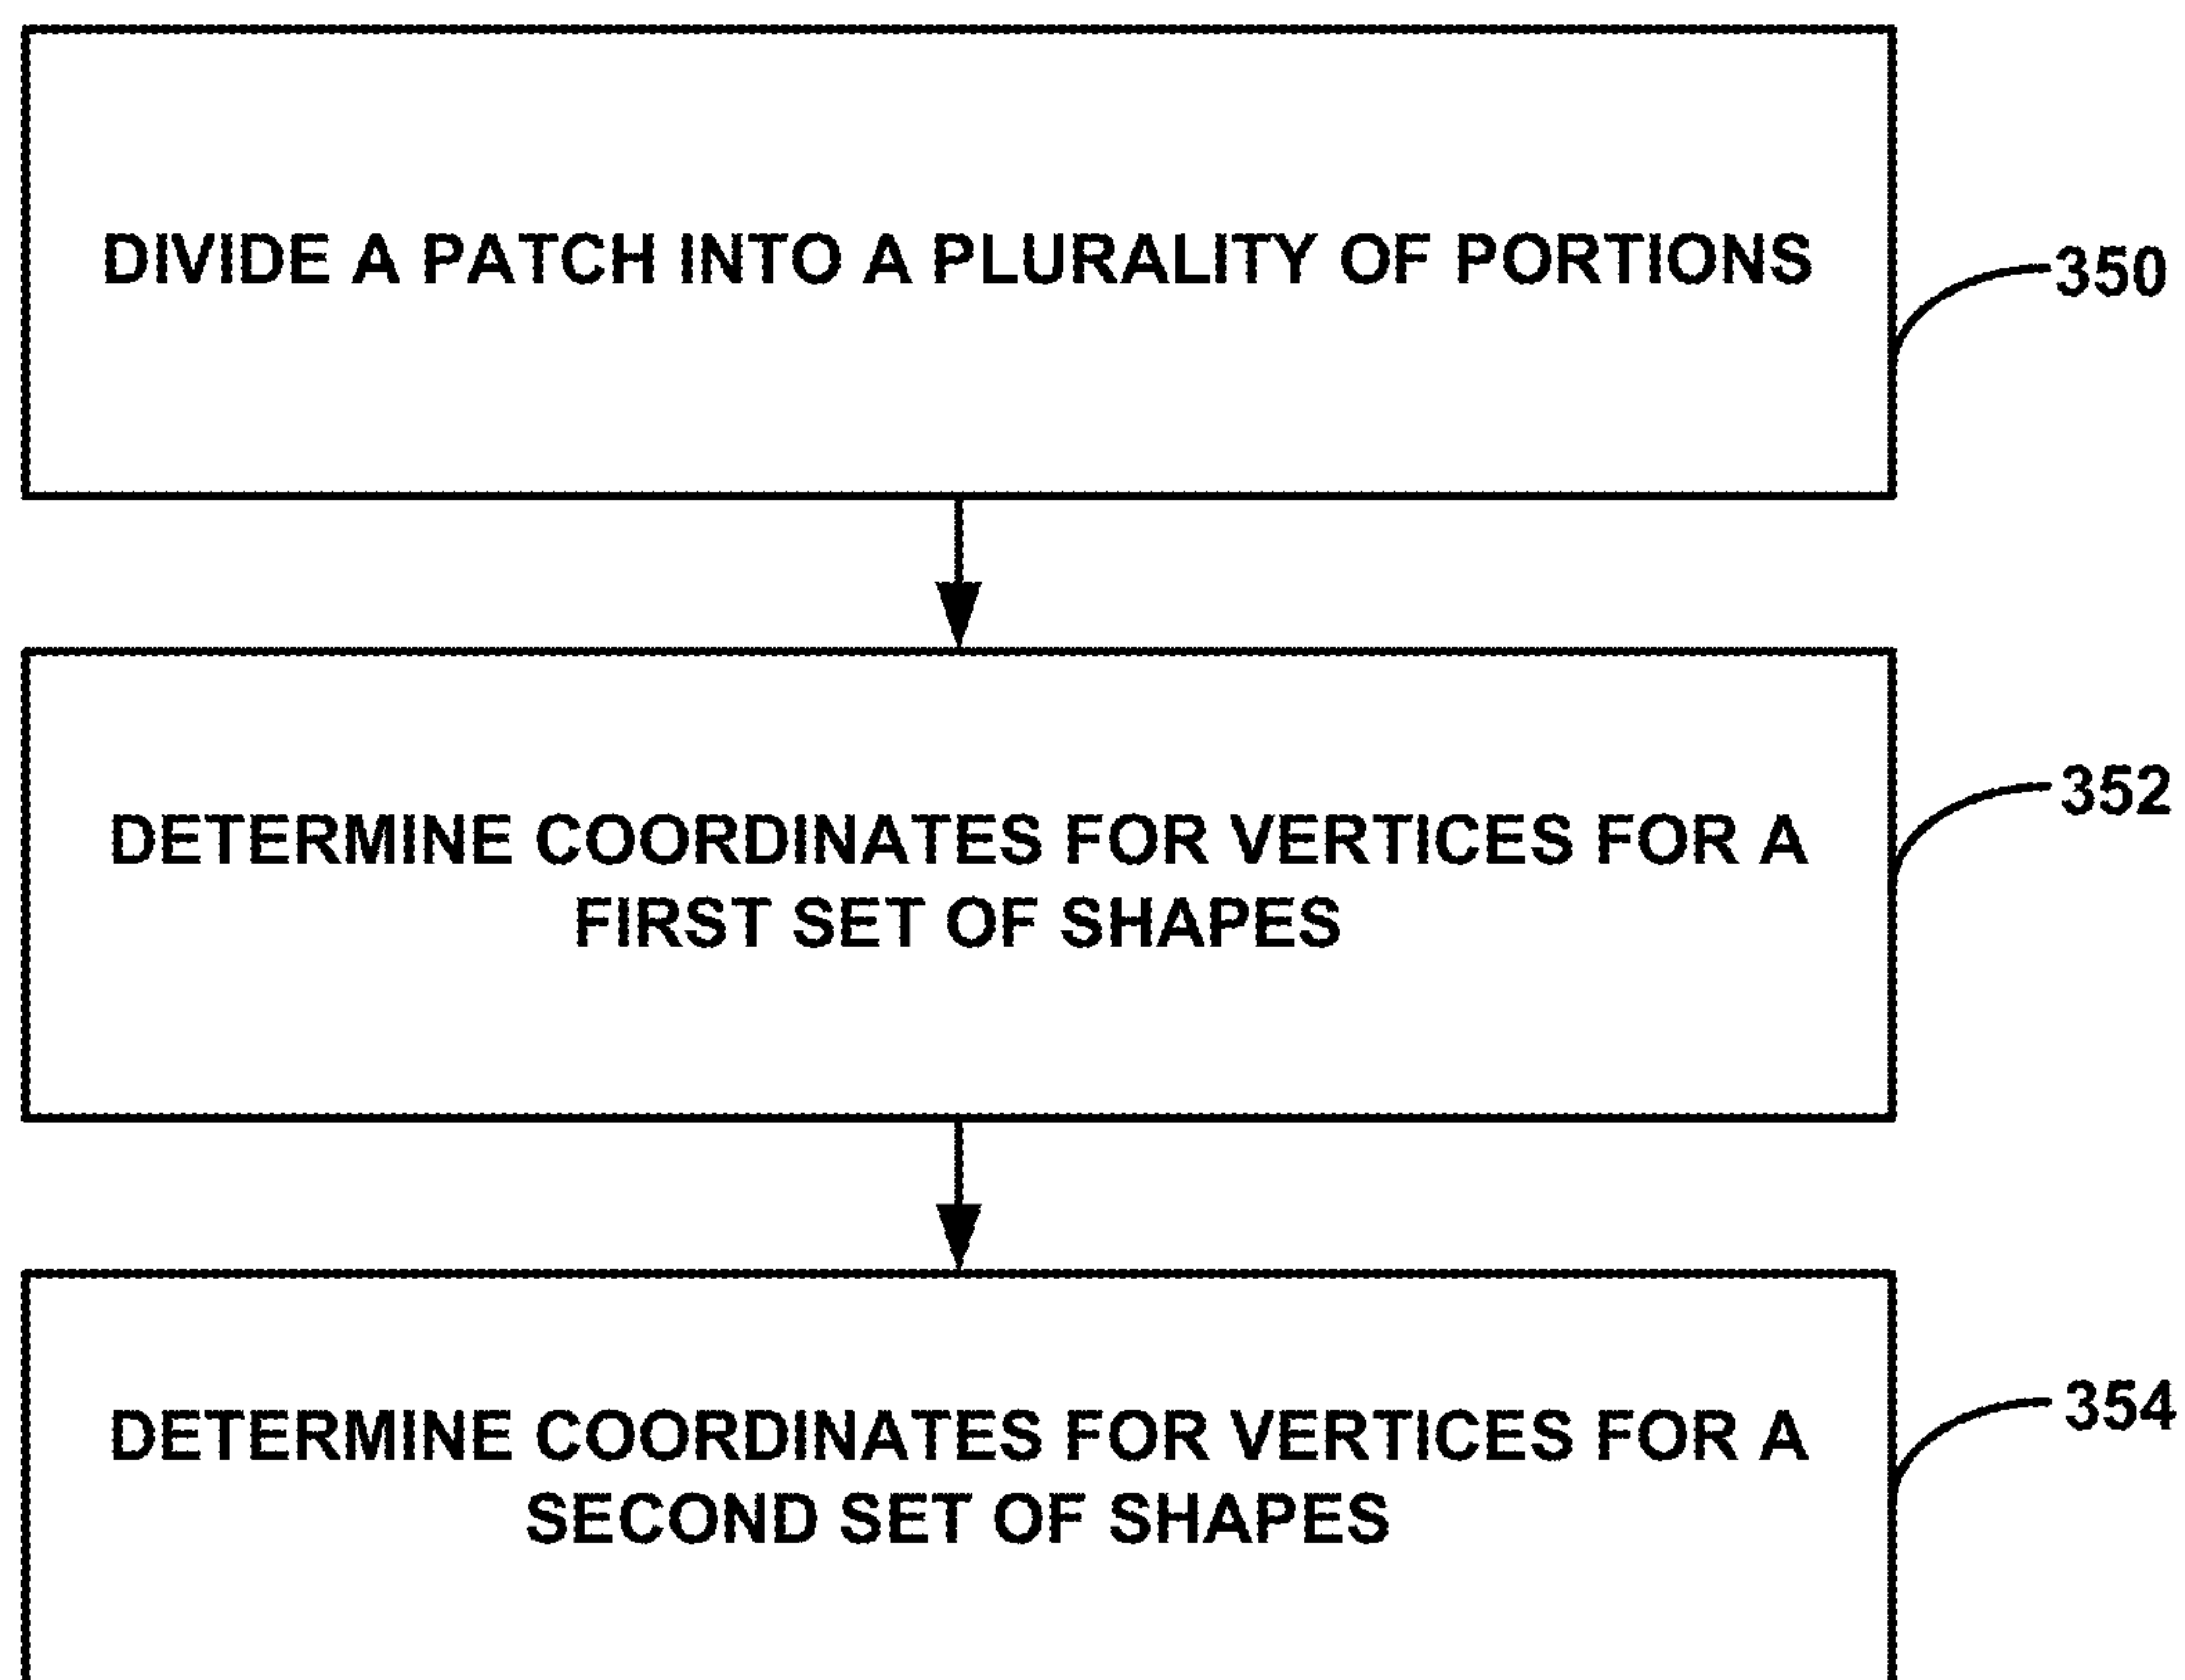 DIVIDE A PATCH INTO A PLURALITY OF PORTIONS
350
DETERMINE COORDINATES FOR VERTICES FOR A
FIRST SET OF SHAPES
352
DETERMINE COORDINATES FOR VERTICES FOR A
SECOND SET OF SHAPES
354